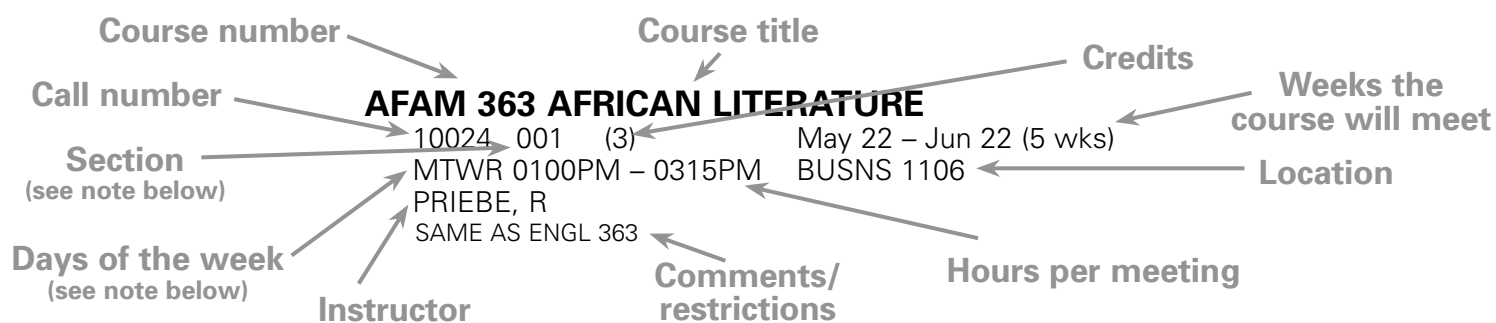 Course number
Course title
Credits
Call number
Weeks the
course will meet
AFAM 363 AFRICAN LITERATURE
10024 001 (3) May 22 – Jun 22 (5 wks)
Section
(see note below)
MTWR 0100PM – 0315PM BUSNS 1106
Location
PRIEBE, R
SAME AS ENGL 363
Days of the week
(see note below)
Instructor
Comments/
restrictions
Hours per meeting